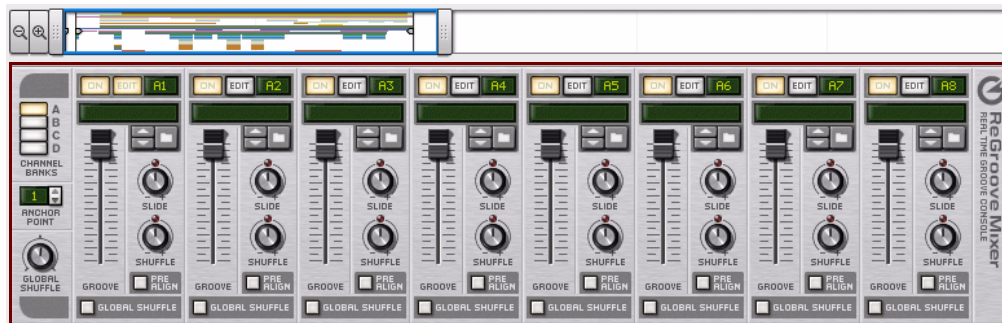 ON EDIT A1 ON EDIT A2 ON EDIT A3 ON EDIT A4 ON EDIT A5 ON EDIT A6 ON EDIT A7 ON EDIT A8
A
B
C
D
CHANNEL
BANKS
1
ANCHOR
POINT
GLOBAL
SHUFFLE
SLIDE SLIDE SLIDE SLIDE SLIDE SLIDE SLIDE SLIDE
SHUFFLE SHUFFLE SHUFFLE SHUFFLE SHUFFLE SHUFFLE SHUFFLE SHUFFLE
GROOVE PRE ALIGN GROOVE PRE ALIGN GROOVE PRE ALIGN GROOVE PRE ALIGN GROOVE PRE ALIGN GROOVE PRE ALIGN GROOVE PRE ALIGN GROOVE PRE ALIGN
GLOBAL SHUFFLE GLOBAL SHUFFLE GLOBAL SHUFFLE GLOBAL SHUFFLE GLOBAL SHUFFLE GLOBAL SHUFFLE GLOBAL SHUFFLE GLOBAL SHUFFLE
ReGroove Mixer
REAL TIME GROOVE CONSOLE